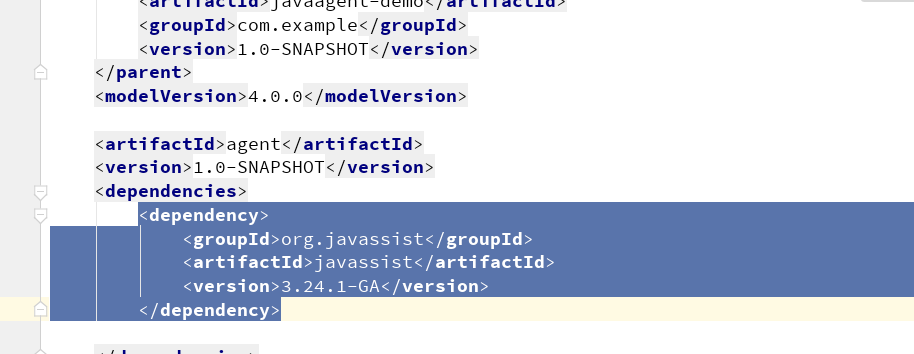 <artifactId>javaagent-demo</artifactId>
<groupId>com.example</groupId>
<version>1.0-SNAPSHOT</version>
</parent>
<modelVersion>4.0.0</modelVersion>
<artifactId>agent</artifactId>
<version>1.0-SNAPSHOT</version>
<dependencies>
<dependency>
<groupId>org.javassist</groupId>
<artifactId>javassist</artifactId>
<version>3.24.1-GA</version>
</dependency>
</dependencies>